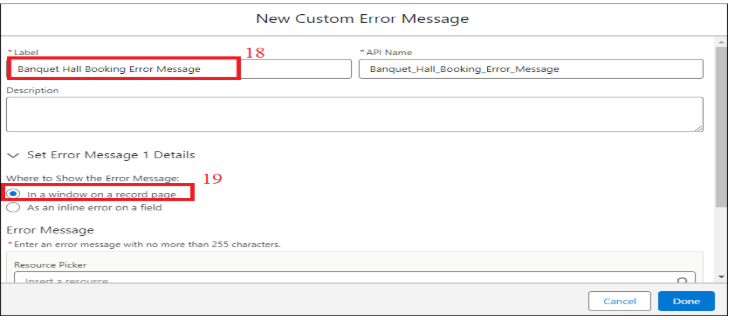 New Custom Error Message
*Label 18 *API Name
Banquet Hall Booking Error Message Banquet_Hall_Booking_Error_Message
Description
Set Error Message 1 Details
Where to Show the Error Message: 19
In a window on a record page
As an inline error on a field
Error Message
*Enter an error message with no more than 255 characters.
Resource Picker
Insert a resource
Cancel Done